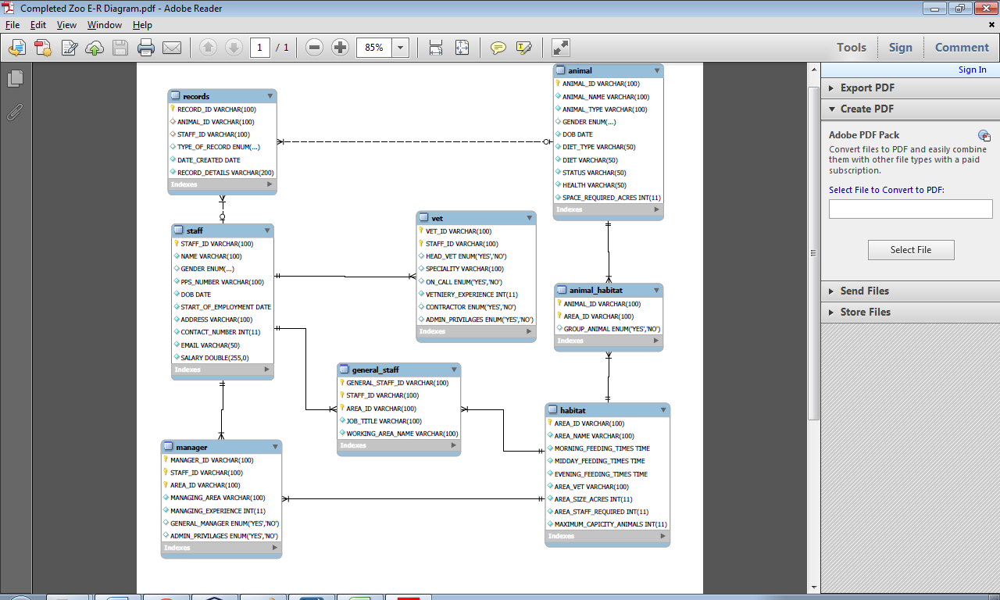 Completed Zoo E-R Diagram.pdf - Adobe Reader
File Edit View Window Help
1 / 1 85% Tools Sign Comment
Sign In
Export PDF
Create PDF
Adobe PDF Pack
Convert files to PDF and easily combine
them with other file types with a paid
subscription.
Select File to Convert to PDF:
Select File
Send Files
Store Files
records
RECORD_ID VARCHAR(100)
ANIMAL_ID VARCHAR(100)
STAFF_ID VARCHAR(100)
TYPE_OF_RECORD ENUM(...)
DATE_CREATED DATE
RECORD_DETAILS VARCHAR(200)
Indexes
animal
ANIMAL_ID VARCHAR(100)
ANIMAL_NAME VARCHAR(100)
ANIMAL_TYPE VARCHAR(100)
GENDER ENUM(...)
DOB DATE
DIET_TYPE VARCHAR(50)
DIET VARCHAR(50)
STATUS VARCHAR(50)
HEALTH VARCHAR(50)
SPACE_REQUIRED_ACRES INT(11)
Indexes
staff
STAFF_ID VARCHAR(100)
NAME VARCHAR(100)
GENDER ENUM(...)
PPS_NUMBER VARCHAR(100)
DOB DATE
START_OF_EMPLOYMENT DATE
ADDRESS VARCHAR(100)
CONTACT_NUMBER INT(11)
EMAIL VARCHAR(50)
SALARY DOUBLE(255,0)
Indexes
vet
VET_ID VARCHAR(100)
STAFF_ID VARCHAR(100)
HEAD_VET ENUM('YES','NO')
SPECIALITY VARCHAR(100)
ON_CALL ENUM('YES','NO')
VETNIERY_EXPERIENCE INT(11)
CONTRACTOR ENUM('YES','NO')
ADMIN_PRIVILAGES ENUM('YES','NO')
Indexes
animal_habitat
ANIMAL_ID VARCHAR(100)
AREA_ID VARCHAR(100)
GROUP_ANIMAL ENUM('YES','NO')
Indexes
general_staff
GENERAL_STAFF_ID VARCHAR(100)
STAFF_ID VARCHAR(100)
AREA_ID VARCHAR(100)
JOB_TITLE VARCHAR(100)
WORKING_AREA_NAME VARCHAR(100)
Indexes
habitat
AREA_ID VARCHAR(100)
AREA_NAME VARCHAR(100)
MORNING_FEEDING_TIMES TIME
MIDDAY_FEEDING_TIMES TIME
EVENING_FEEDING_TIMES TIME
AREA_VET VARCHAR(100)
AREA_SIZE_ACRES INT(11)
AREA_STAFF_REQUIRED INT(11)
MAXIMUM_CAPICITY_ANIMALS INT(11)
Indexes
manager
MANAGER_ID VARCHAR(100)
STAFF_ID VARCHAR(100)
AREA_ID VARCHAR(100)
MANAGING_AREA VARCHAR(100)
MANAGING_EXPERIENCE INT(11)
GENERAL_MANAGER ENUM('YES','NO')
ADMIN_PRIVILAGES ENUM('YES','NO')
Indexes